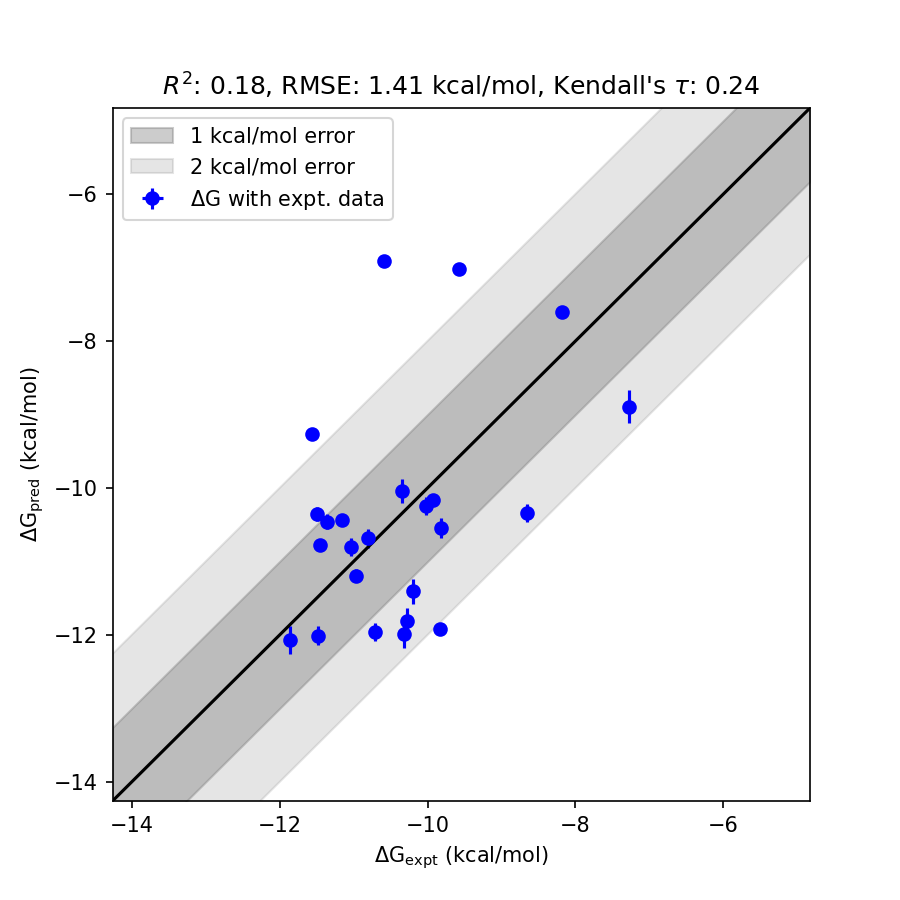 R²: 0.18, RMSE: 1.41 kcal/mol, Kendall's τ: 0.24
1 kcal/mol error
2 kcal/mol error
ΔG with expt. data
−6
−8
−10
−12
−14
ΔGpred (kcal/mol)
−14 −12 −10 −8 −6
ΔGexpt (kcal/mol)